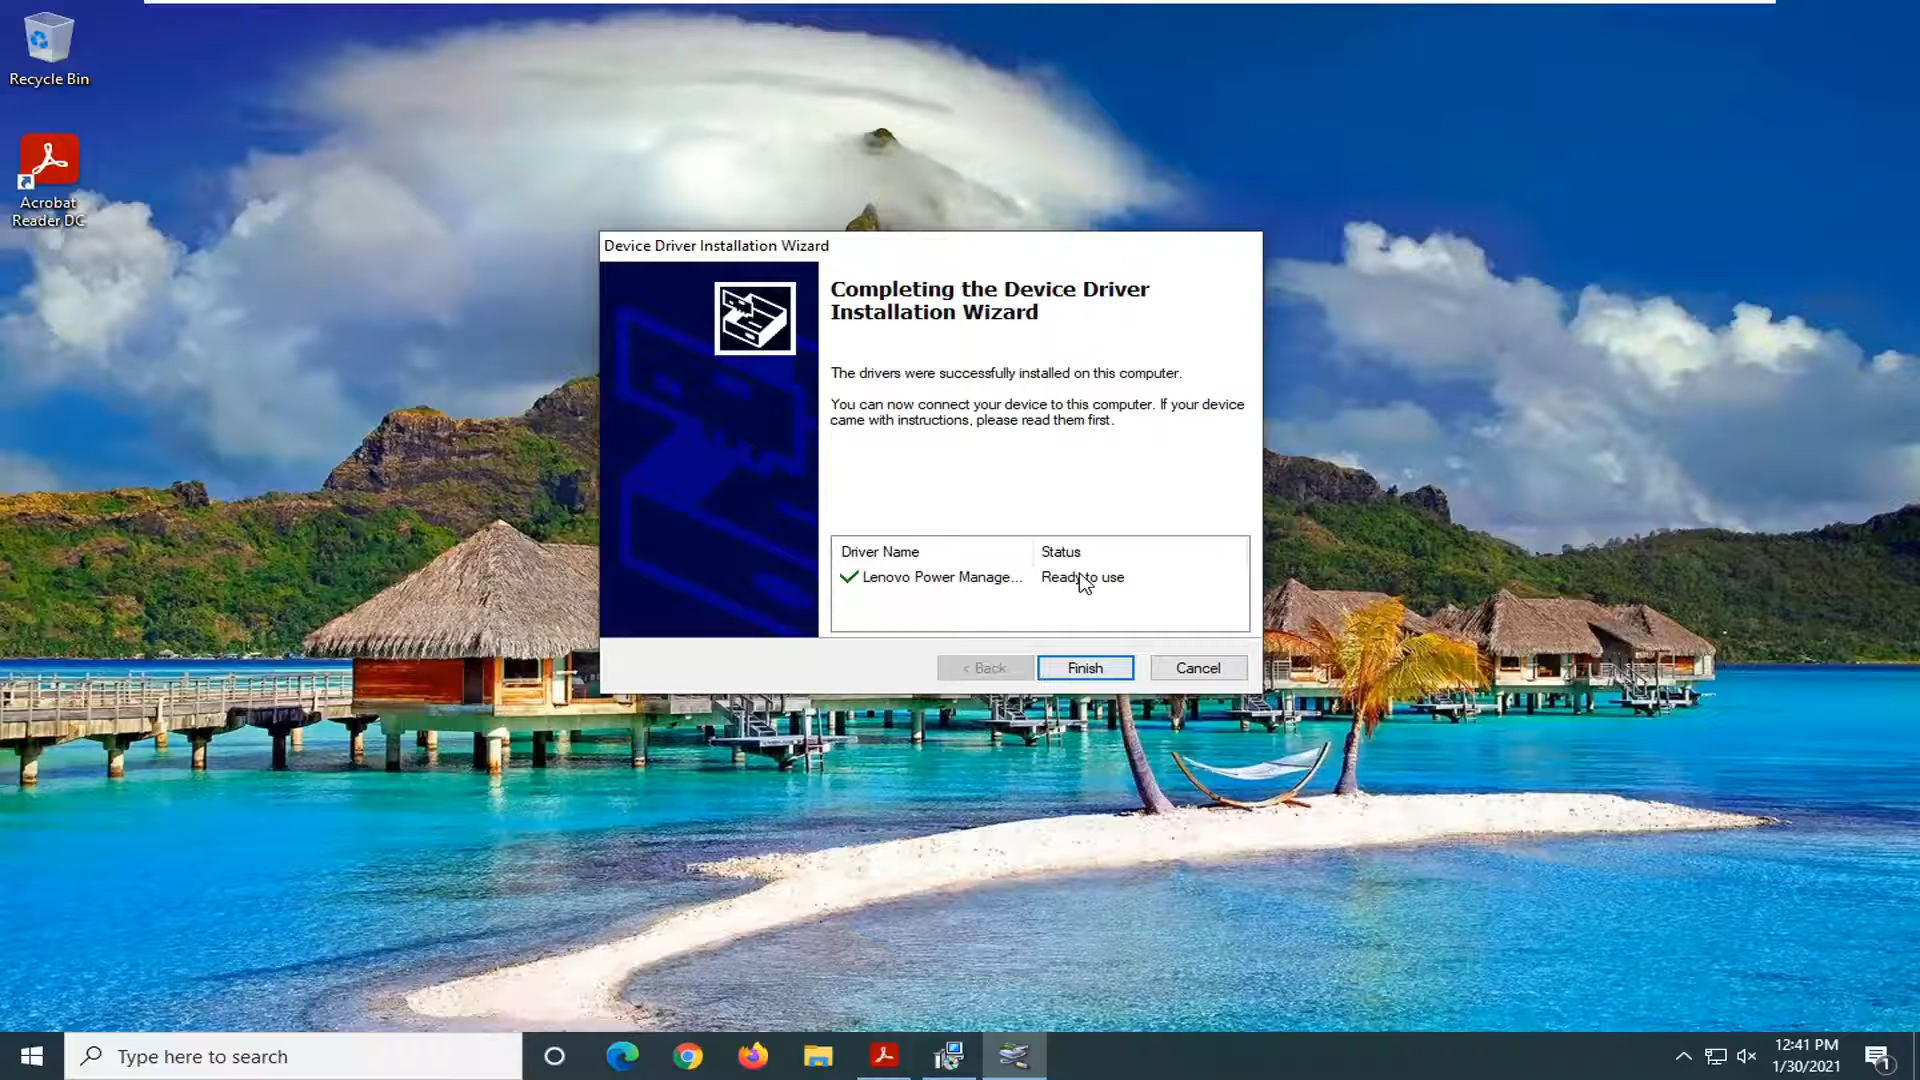 Recycle Bin
Acrobat
Reader DC
Device Driver Installation Wizard
Completing the Device Driver
Installation Wizard
The drivers were successfully installed on this computer.
You can now connect your device to this computer. If your device
came with instructions, please read them first.
Driver Name Status
Lenovo Power Manage... Ready to use
< Back Finish Cancel
Type here to search
12:41 PM
1/30/2021
1